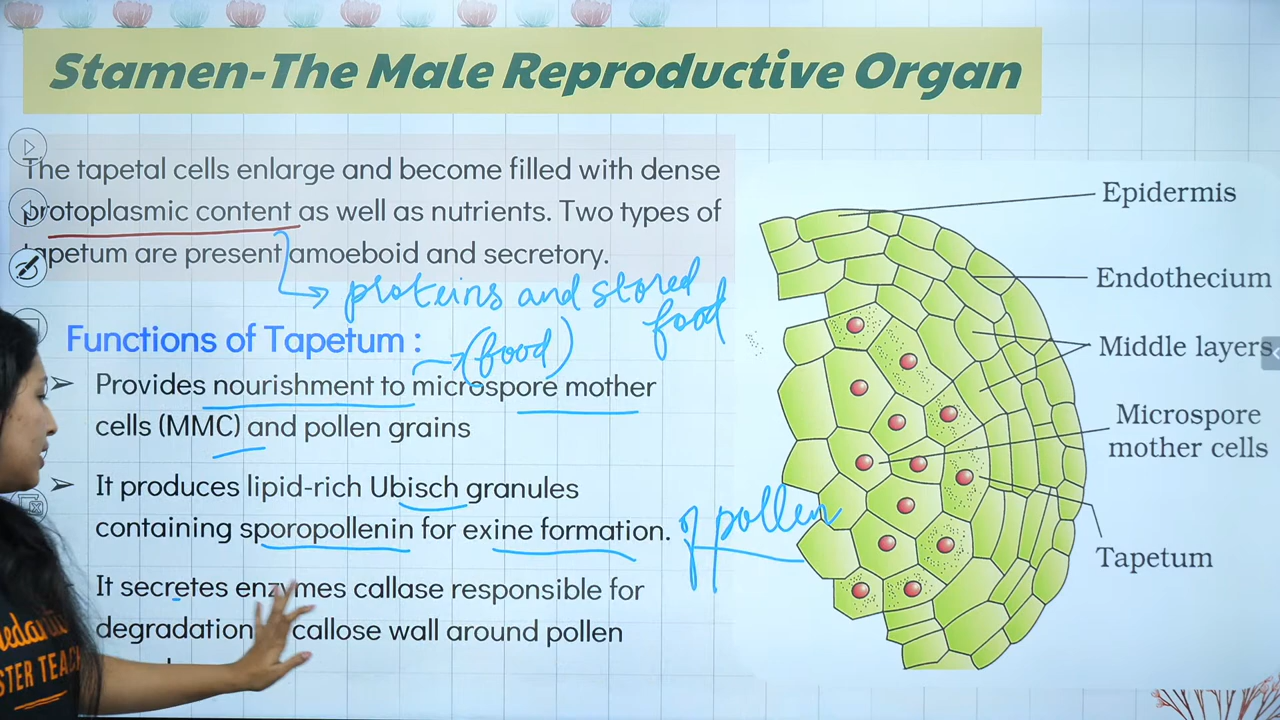 Stamen-The Male Reproductive Organ
The tapetal cells enlarge and become filled with dense
protoplasmic content as well as nutrients. Two types of
tapetum are present amoeboid and secretory.
proteins and stored
food
Functions of Tapetum :
(food)
Provides nourishment to microspore mother
cells (MMC) and pollen grains
It produces lipid-rich Ubisch granules
containing sporopollenin for exine formation.
of pollen
It secretes enzymes callase responsible for
degradation callose wall around pollen
Epidermis
Endothecium
Middle layers
Microspore
mother cells
Tapetum